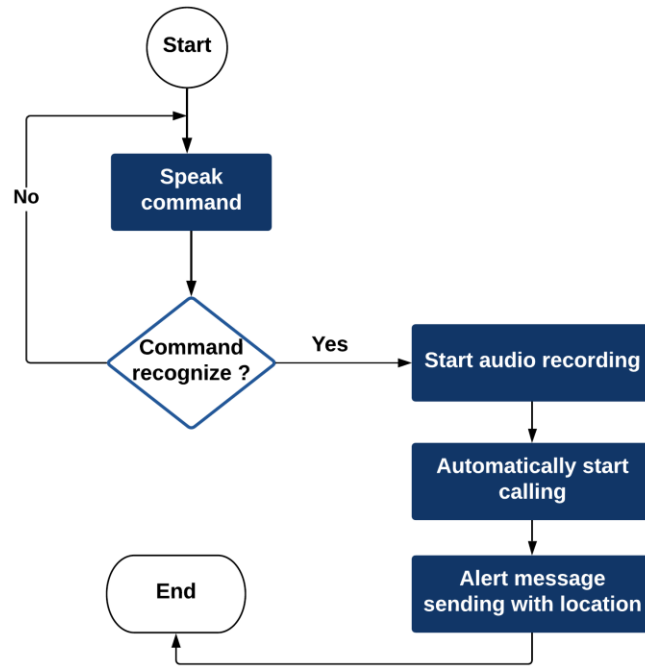 Start
Speak
command
No
Command
recognize ?
Yes
Start audio recording
Automatically start
calling
Alert message
sending with location
End